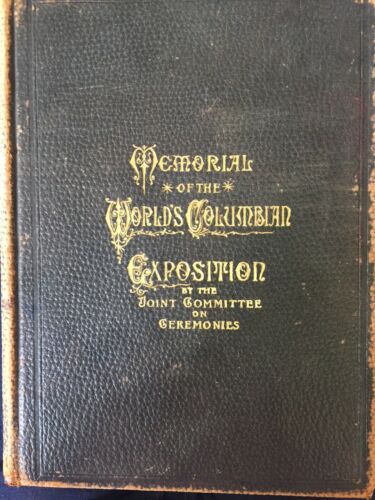 Memorial
of the
World's Columbian
Exposition
by the
Joint Committee
on
Ceremonies